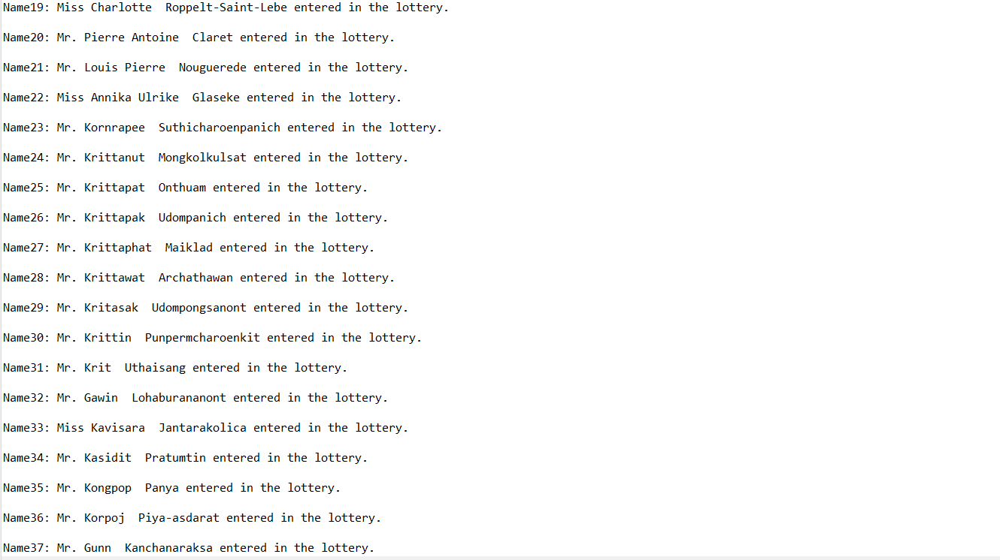 Name19: Miss Charlotte  Roppelt-Saint-Lebe entered in the lottery.
Name20: Mr. Pierre Antoine  Claret entered in the lottery.
Name21: Mr. Louis Pierre  Nouguerede entered in the lottery.
Name22: Miss Annika Ulrike  Glaseke entered in the lottery.
Name23: Mr. Kornrapee  Suthicharoenpanich entered in the lottery.
Name24: Mr. Krittanut  Mongkolkulsat entered in the lottery.
Name25: Mr. Krittapat  Onthuam entered in the lottery.
Name26: Mr. Krittapak  Udompanich entered in the lottery.
Name27: Mr. Krittaphat  Maiklad entered in the lottery.
Name28: Mr. Krittawat  Archathawan entered in the lottery.
Name29: Mr. Kritasak  Udompongsanont entered in the lottery.
Name30: Mr. Krittin  Punpermcharoenkit entered in the lottery.
Name31: Mr. Krit  Uthaisang entered in the lottery.
Name32: Mr. Gawin  Lohaburananont entered in the lottery.
Name33: Miss Kavisara  Jantarakolica entered in the lottery.
Name34: Mr. Kasidit  Pratumtin entered in the lottery.
Name35: Mr. Kongpop  Panya entered in the lottery.
Name36: Mr. Korpoj  Piya-asdarat entered in the lottery.
Name37: Mr. Gunn  Kanchanaraksa entered in the lottery.